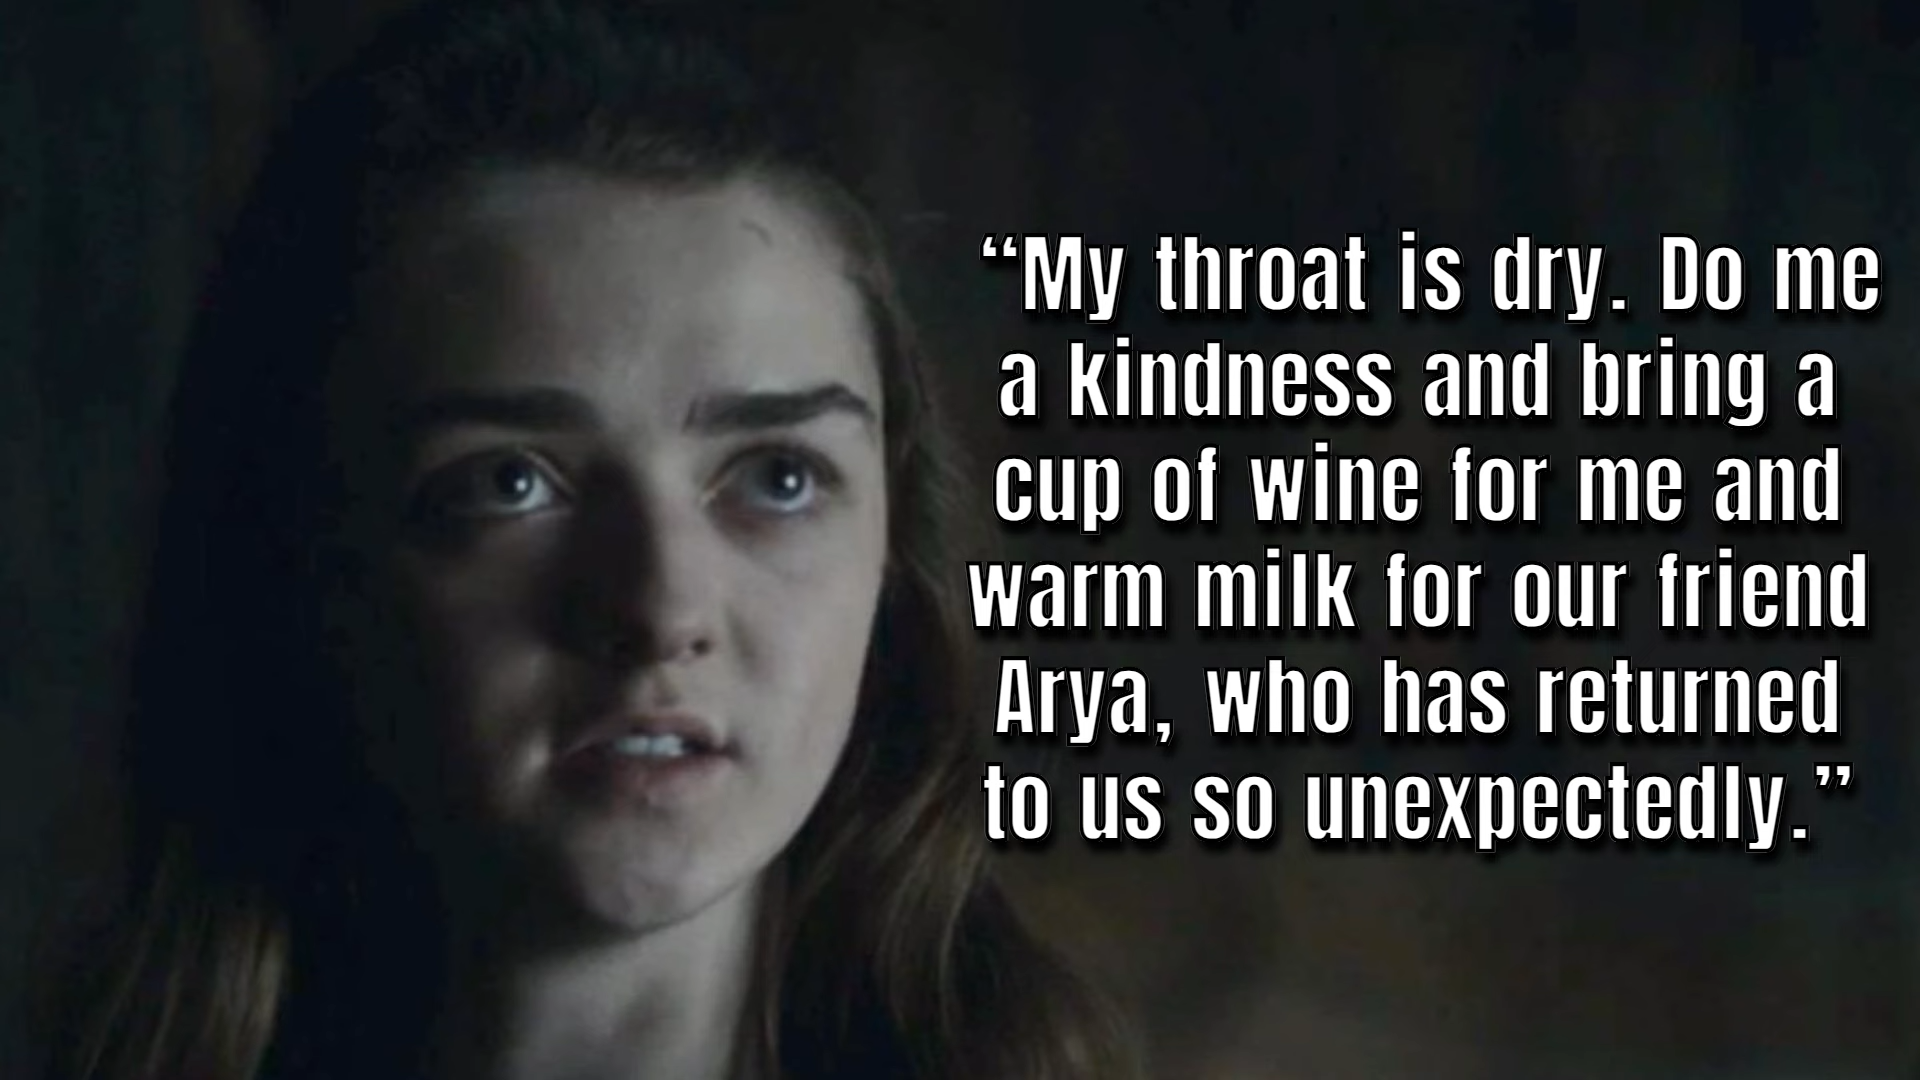 “My throat is dry. Do me
a kindness and bring a
cup of wine for me and
warm milk for our friend
Arya, who has returned
to us so unexpectedly.”